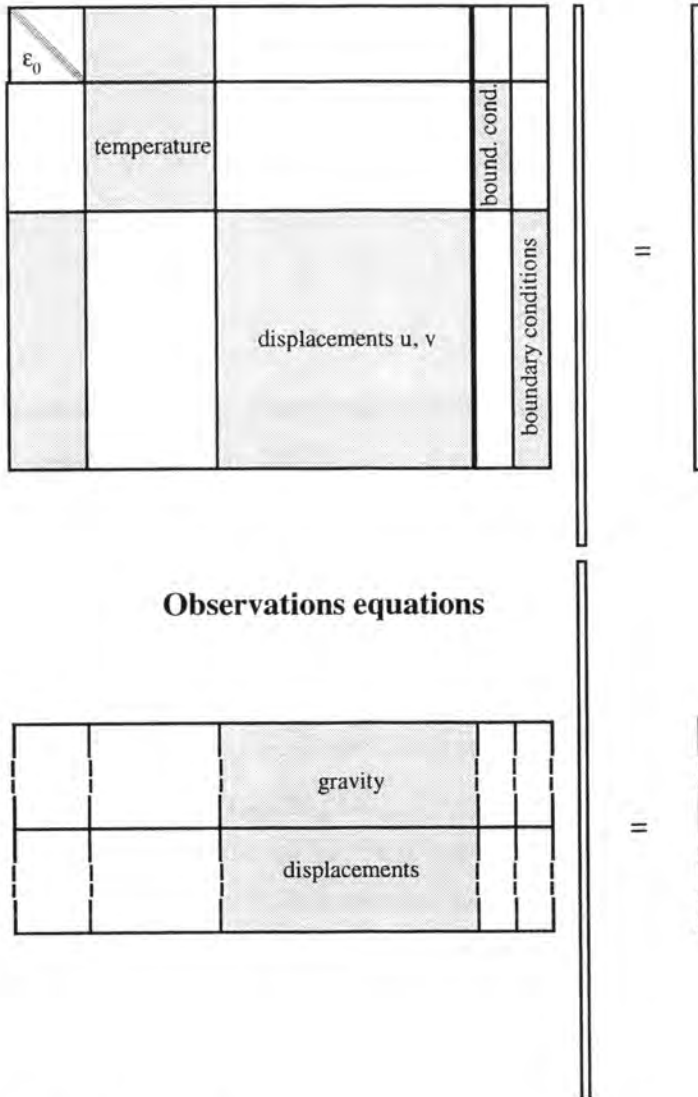 ε₀
temperature
bound. cond.
displacements u, v
boundary conditions
=
Observations equations
gravity
displacements
=